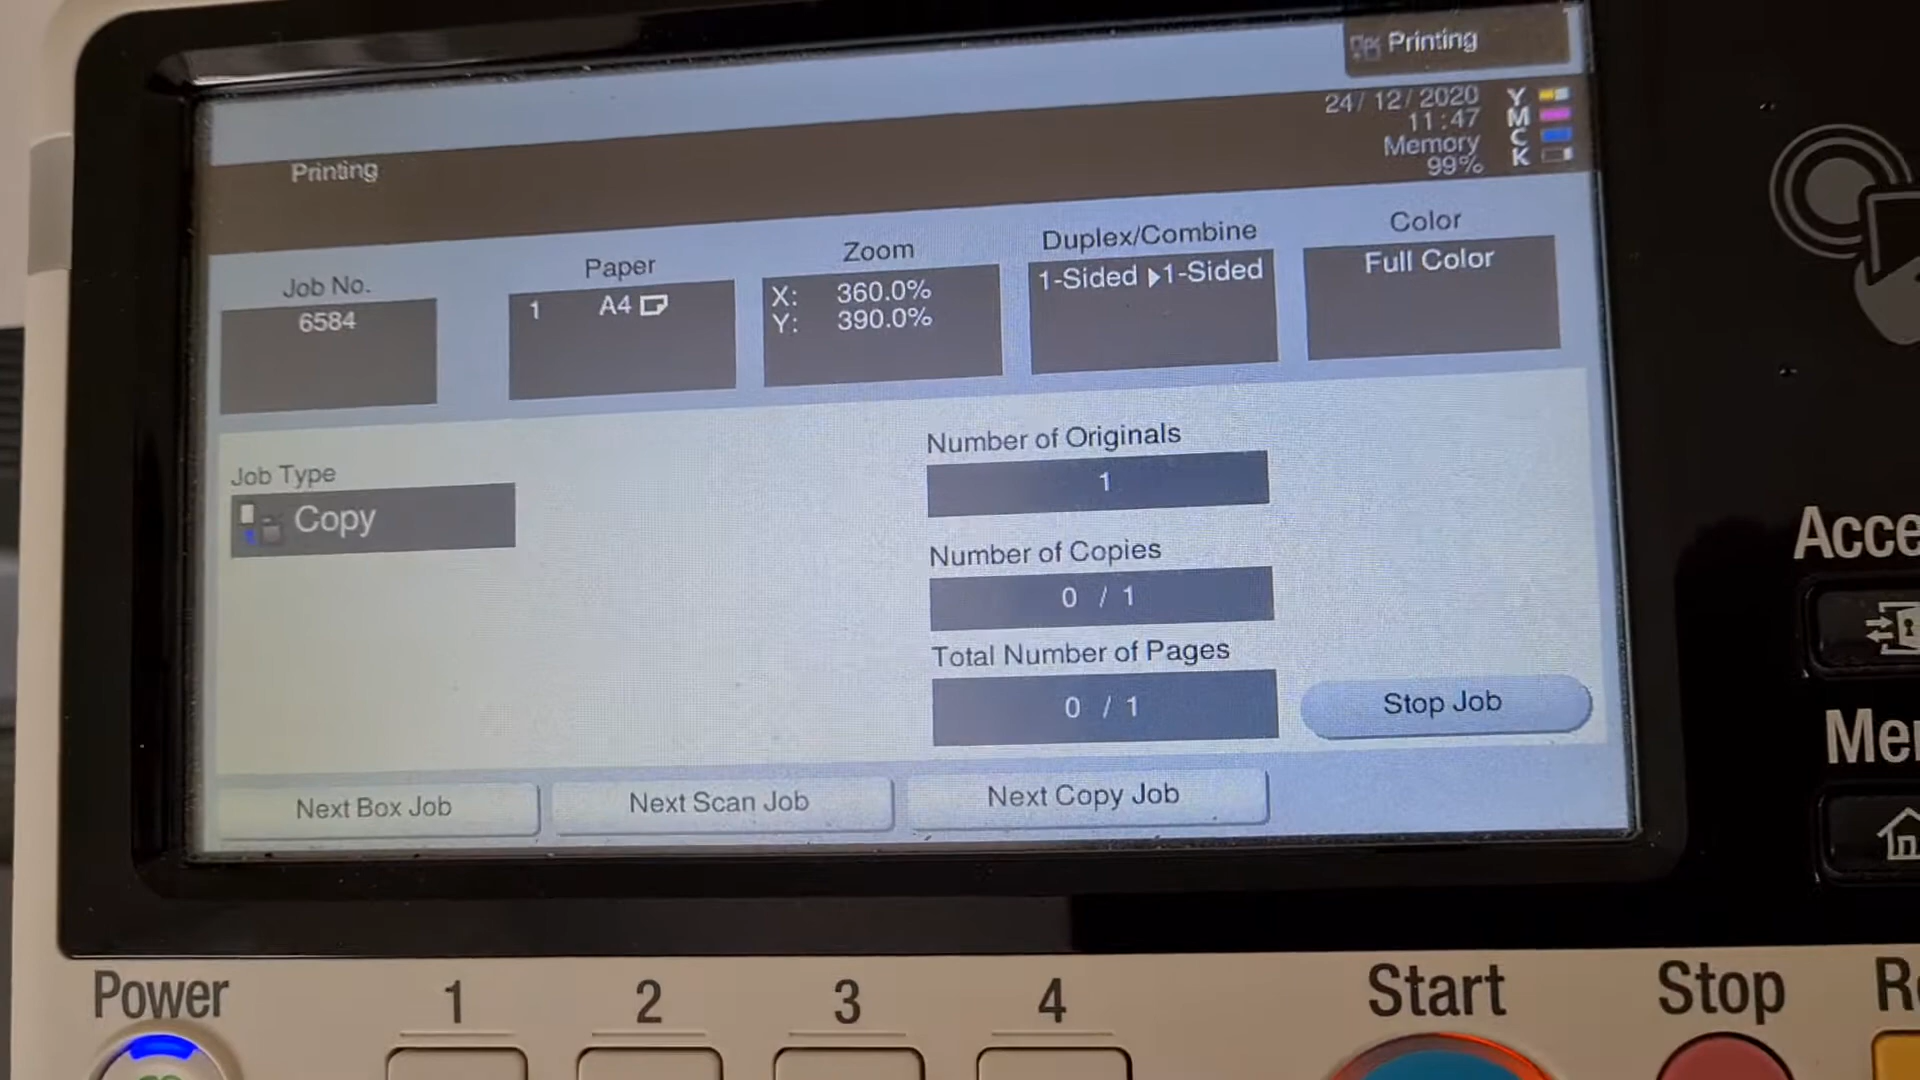 Printing
24/12/2020
11:47
Memory
99%
Y
M
C
K
Printing
Job No.
6584
Paper
1 A4
Zoom
X: 360.0%
Y: 390.0%
Duplex/Combine
1-Sided ▶1-Sided
Color
Full Color
Job Type
Copy
Number of Originals
1
Number of Copies
0 / 1
Total Number of Pages
0 / 1
Stop Job
Next Box Job
Next Scan Job
Next Copy Job
Power
1
2
3
4
Start
Stop